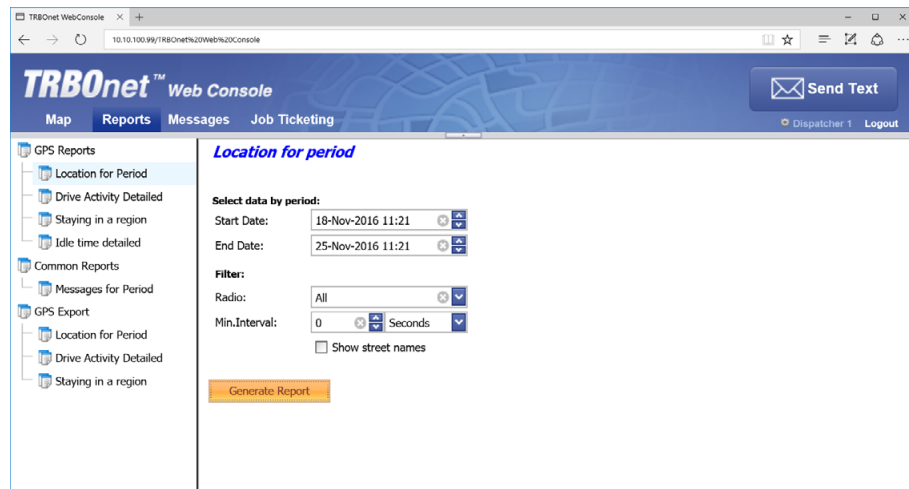 TRBOnet WebConsole
10.10.100.99/TRBOnet%20Web%20Console
TRBOnet™ Web Console
Send Text
Map Reports Messages Job Ticketing
Dispatcher 1 Logout
GPS Reports
Location for Period
Drive Activity Detailed
Staying in a region
Idle time detailed
Common Reports
Messages for Period
GPS Export
Location for Period
Drive Activity Detailed
Staying in a region
Location for period
Select data by period:
Start Date: 18-Nov-2016 11:21
End Date: 25-Nov-2016 11:21
Filter:
Radio: All
Min.Interval: 0 Seconds
Show street names
Generate Report